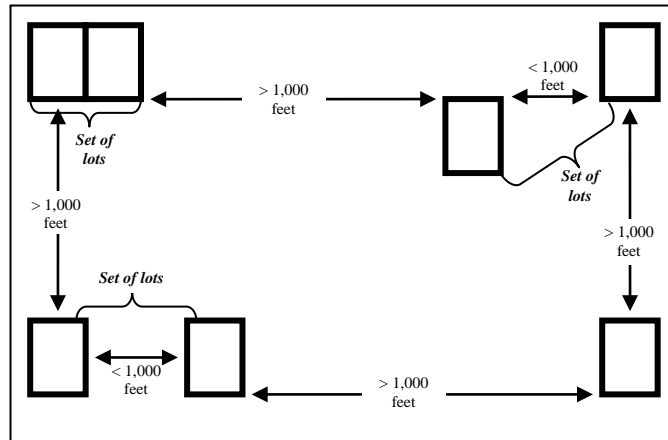 < 1,000
feet
> 1,000
feet
Set of
lots
Set of
lots
> 1,000
feet
> 1,000
feet
Set of lots
< 1,000
feet
> 1,000
feet